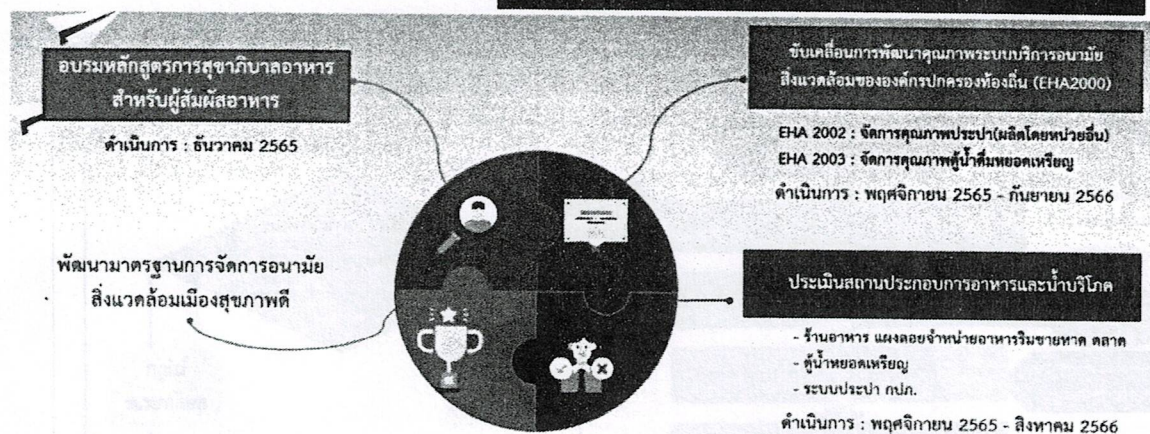 อบรมหลักสูตรการสุขาภิบาลอาหาร
สำหรับผู้สัมผัสอาหาร
ดำเนินการ : ธันวาคม 2565
ขับเคลื่อนการพัฒนาคุณภาพระบบบริการอนามัย
สิ่งแวดล้อมขององค์กรปกครองท้องถิ่น (EHA2000)
EHA 2002 : จัดการคุณภาพประปา(ผลิตโดยหน่วยอื่น)
EHA 2003 : จัดการคุณภาพตู้น้ำดื่มหยอดเหรียญ
ดำเนินการ : พฤศจิกายน 2565 - กันยายน 2566
พัฒนามาตรฐานการจัดการอนามัย
สิ่งแวดล้อมเมืองสุขภาพดี
ประเมินสถานประกอบการอาหารและน้ำบริโภค
- ร้านอาหาร แผงลอยจำหน่ายอาหารริมชายหาด ตลาด
- ตู้น้ำหยอดเหรียญ
- ระบบประปา กปภ.
ดำเนินการ : พฤศจิกายน 2565 - สิงหาคม 2566